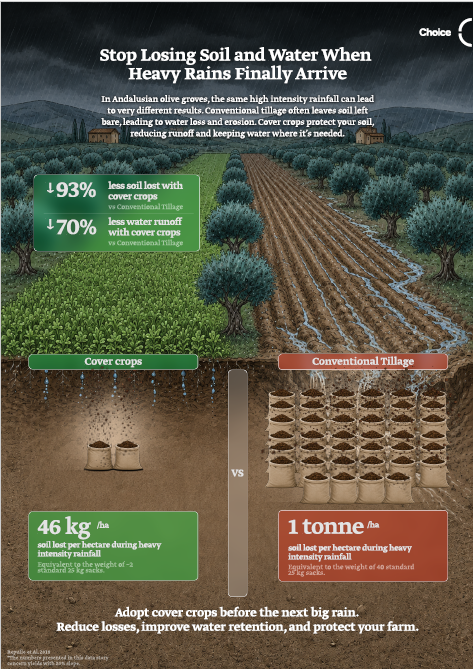 Choice
Stop Losing Soil and Water When
Heavy Rains Finally Arrive
In Andalusian olive groves, the same high intensity rainfall can lead
to very different results. Conventional tillage often leaves soil left
bare, leading to water loss and erosion. Cover crops protect your soil,
reducing runoff and keeping water where it's needed.
↓93% less soil lost with
cover crops
vs Conventional Tillage
↓70% less water runoff
with cover crops
vs Conventional Tillage
Cover crops
Conventional Tillage
VS
46 kg /ha
soil lost per hectare during heavy
intensity rainfall
Equivalent to the weight of ~2
standard 25 kg sacks.
1 tonne /ha
soil lost per hectare during heavy
intensity rainfall
Equivalent to the weight of 40 standard
25 kg sacks.
Adopt cover crops before the next big rain.
Reduce losses, improve water retention, and protect your farm.
et al. 2018
*The numbers presented in this data story
yields with 20% slope.